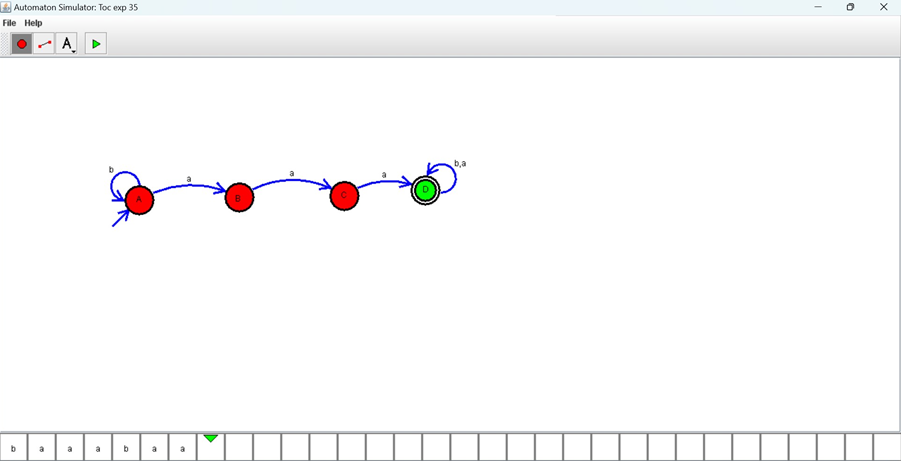 Automaton Simulator: Toc exp 35
File Help
A
b
a
a
a
b,a
A
B
C
D
b a a a b a a